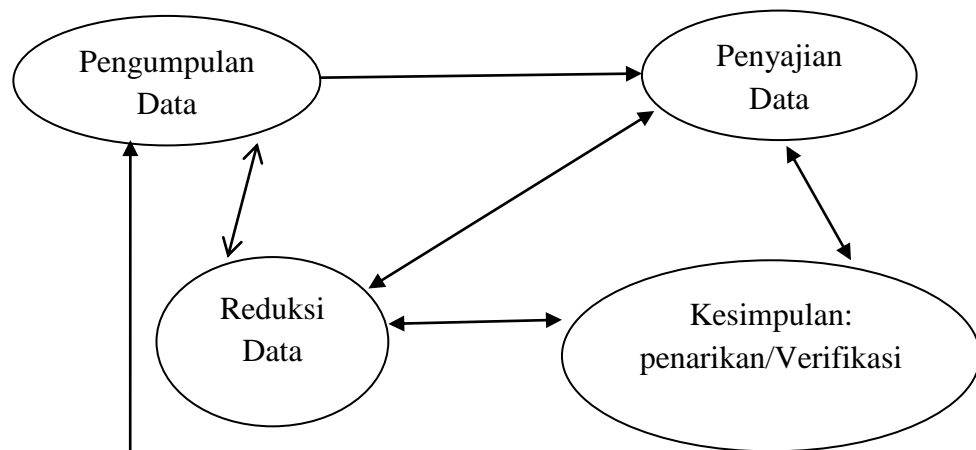 Pengumpulan
Data
Penyajian
Data
Reduksi
Data
Kesimpulan:
penarikan/Verifikasi